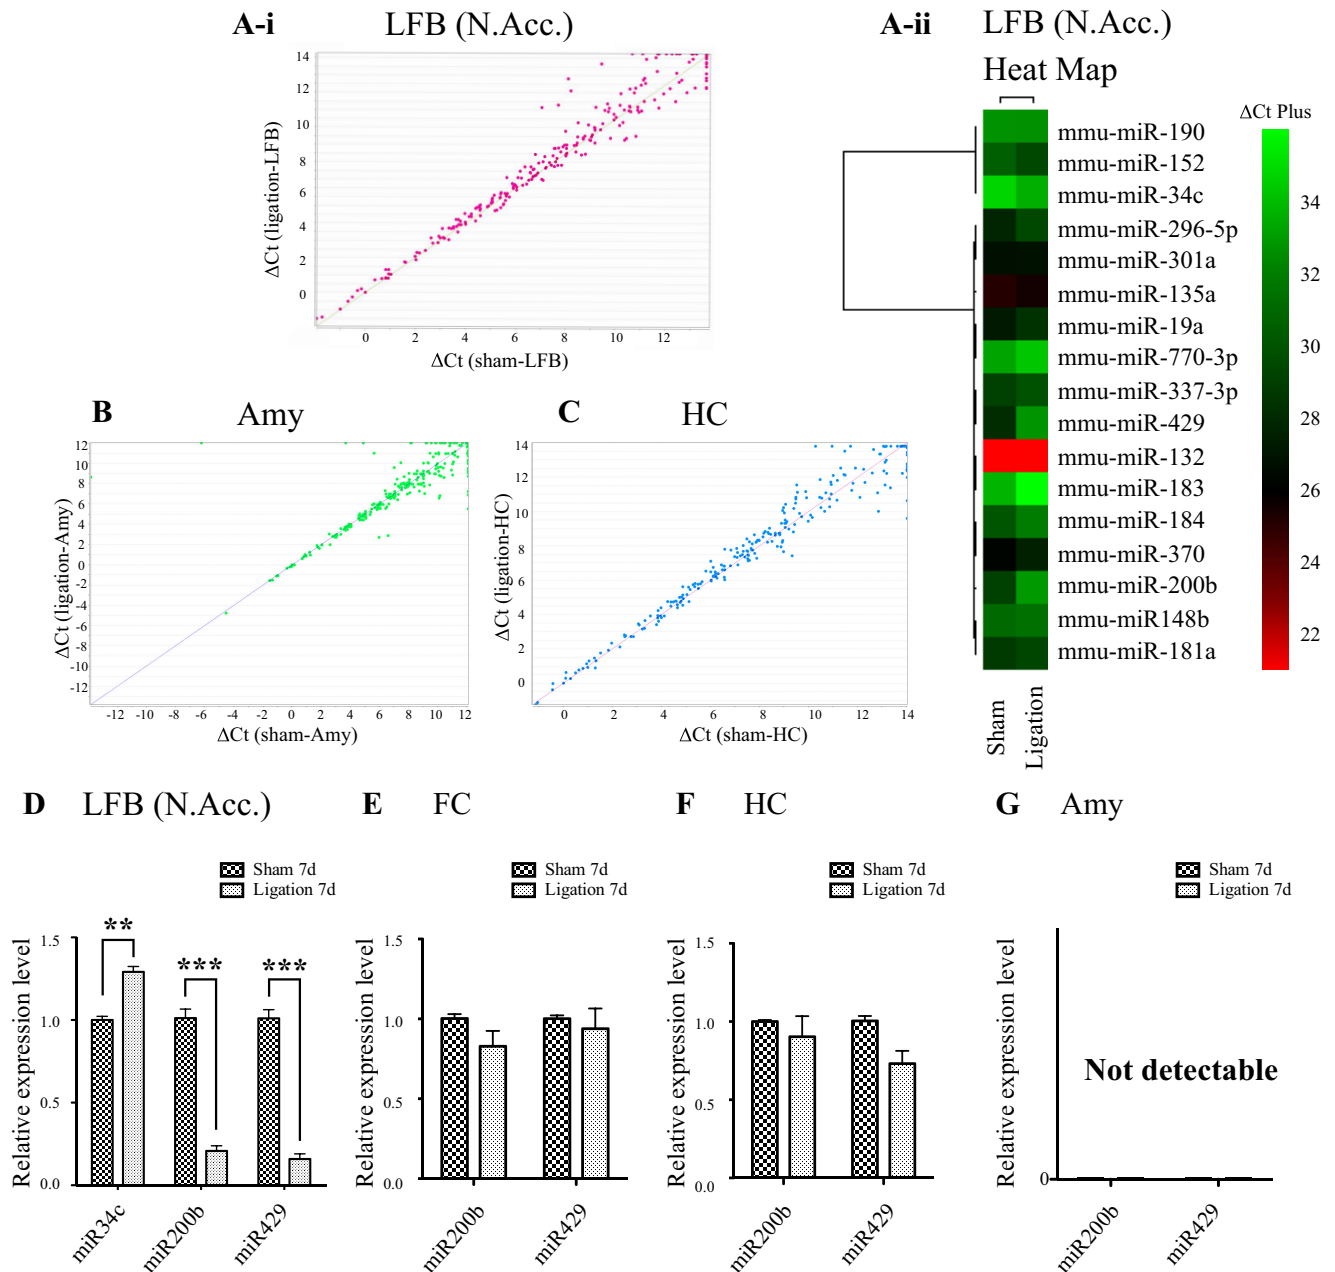 A-i LFB (N.Acc.)
14
12
10
8
6
4
2
0
ΔCt (ligation-LFB)
0 2 4 6 8 10 12
ΔCt (sham-LFB)
A-ii LFB (N.Acc.)
Heat Map
ΔCt Plus
mmu-miR-190
mmu-miR-152
mmu-miR-34c
mmu-miR-296-5p
mmu-miR-301a
mmu-miR-135a
mmu-miR-19a
mmu-miR-770-3p
mmu-miR-337-3p
mmu-miR-429
mmu-miR-132
mmu-miR-183
mmu-miR-184
mmu-miR-370
mmu-miR-200b
mmu-miR148b
mmu-miR-181a
34
32
30
28
26
24
22
Sham
Ligation
B Amy
12
10
8
6
4
2
0
-2
-4
-6
-8
-10
-12
ΔCt (ligation-Amy)
-12 -10 -8 -6 -4 -2 0 2 4 6 8 10 12
ΔCt (sham-Amy)
C HC
14
12
10
8
6
4
2
0
ΔCt (ligation-HC)
0 2 4 6 8 10 12 14
ΔCt (sham-HC)
D LFB (N.Acc.)
Sham 7d
Ligation 7d
Relative expression level
1.5
1.0
0.5
0.0
** *** ***
miR34c miR200b miR429
E FC
Sham 7d
Ligation 7d
Relative expression level
1.5
1.0
0.5
0.0
miR200b miR429
F HC
Sham 7d
Ligation 7d
Relative expression level
1.5
1.0
0.5
0.0
miR200b miR429
G Amy
Sham 7d
Ligation 7d
Relative expression level
Not detectable
0
miR200b miR429